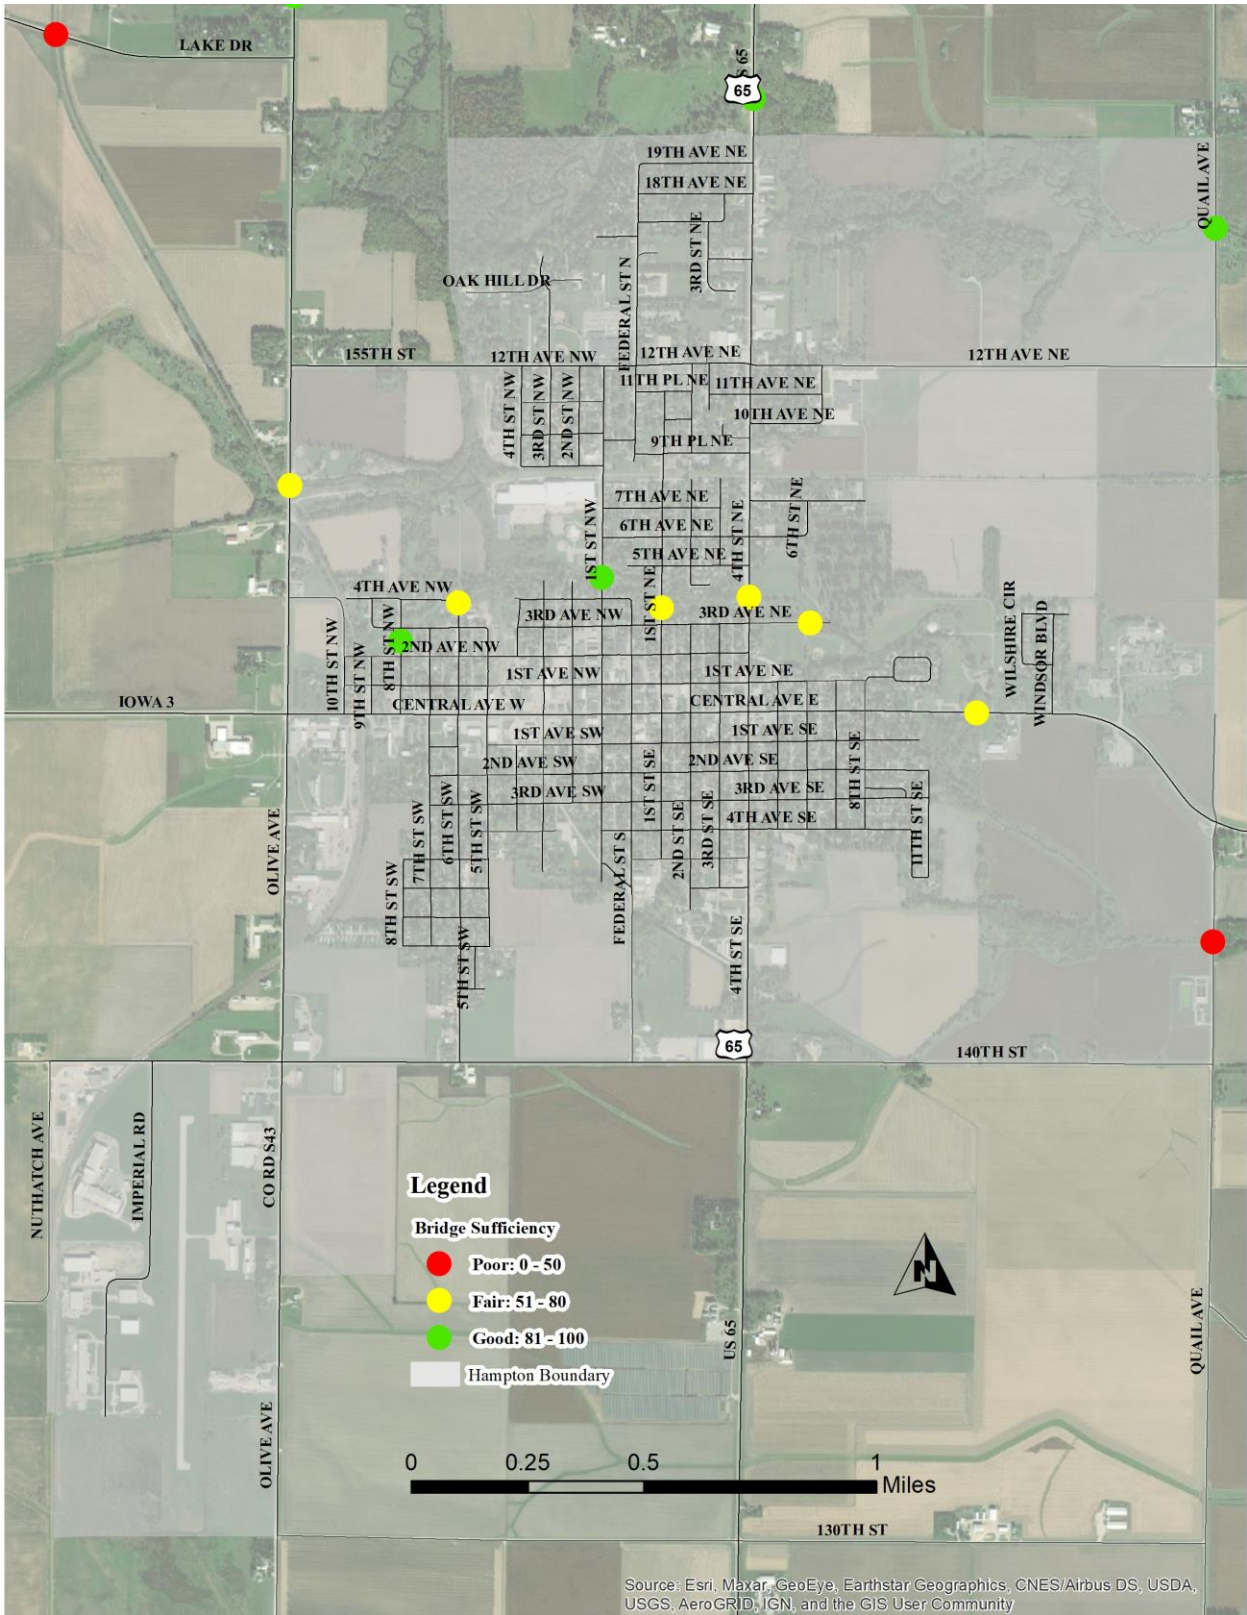 LAKE DR
S 65
65
19TH AVE NE
18TH AVE NE
QUAIL AVE
3RD ST NE
OAK HILL DR
FEDERAL ST N
155TH ST
12TH AVE NW
12TH AVE NE
12TH AVE NE
11TH PL NE
11TH AVE NE
4TH ST NW
3RD ST NW
2ND ST NW
10TH AVE NE
9TH PL NE
7TH AVE NE
6TH AVE NE
5TH AVE NE
1ST ST NW
4TH ST NE
6TH ST NE
4TH AVE NW
3RD AVE NW
1ST ST NE
3RD AVE NE
WILSHIRE CIR
WINDSOR BLVD
10TH ST NW
9TH ST NW
8TH ST NW
2ND AVE NW
1ST AVE NW
1ST AVE NE
IOWA 3
CENTRAL AVE W
CENTRAL AVE E
1ST AVE SW
1ST AVE SE
2ND AVE SW
2ND AVE SE
3RD AVE SW
3RD AVE SE
4TH AVE SE
OLIVE AVE
8TH ST SW
7TH ST SW
6TH ST SW
5TH ST SW
1ST ST SE
2ND ST SE
3RD ST SE
8TH ST SE
11TH ST SE
FEDERAL ST S
4TH ST SE
5TH ST SW
65
140TH ST
NUTHATCH AVE
IMPERIAL RD
CO RD S43
Legend
Bridge Sufficiency
Poor: 0 - 50
Fair: 51 - 80
Good: 81 - 100
Hampton Boundary
N
US 65
QUAIL AVE
OLIVE AVE
0 0.25 0.5 1
Miles
130TH ST
Source: Esri, Maxar, GeoEye, Earthstar Geographics, CNES/Airbus DS, USDA,
USGS, AeroGRID, IGN, and the GIS User Community